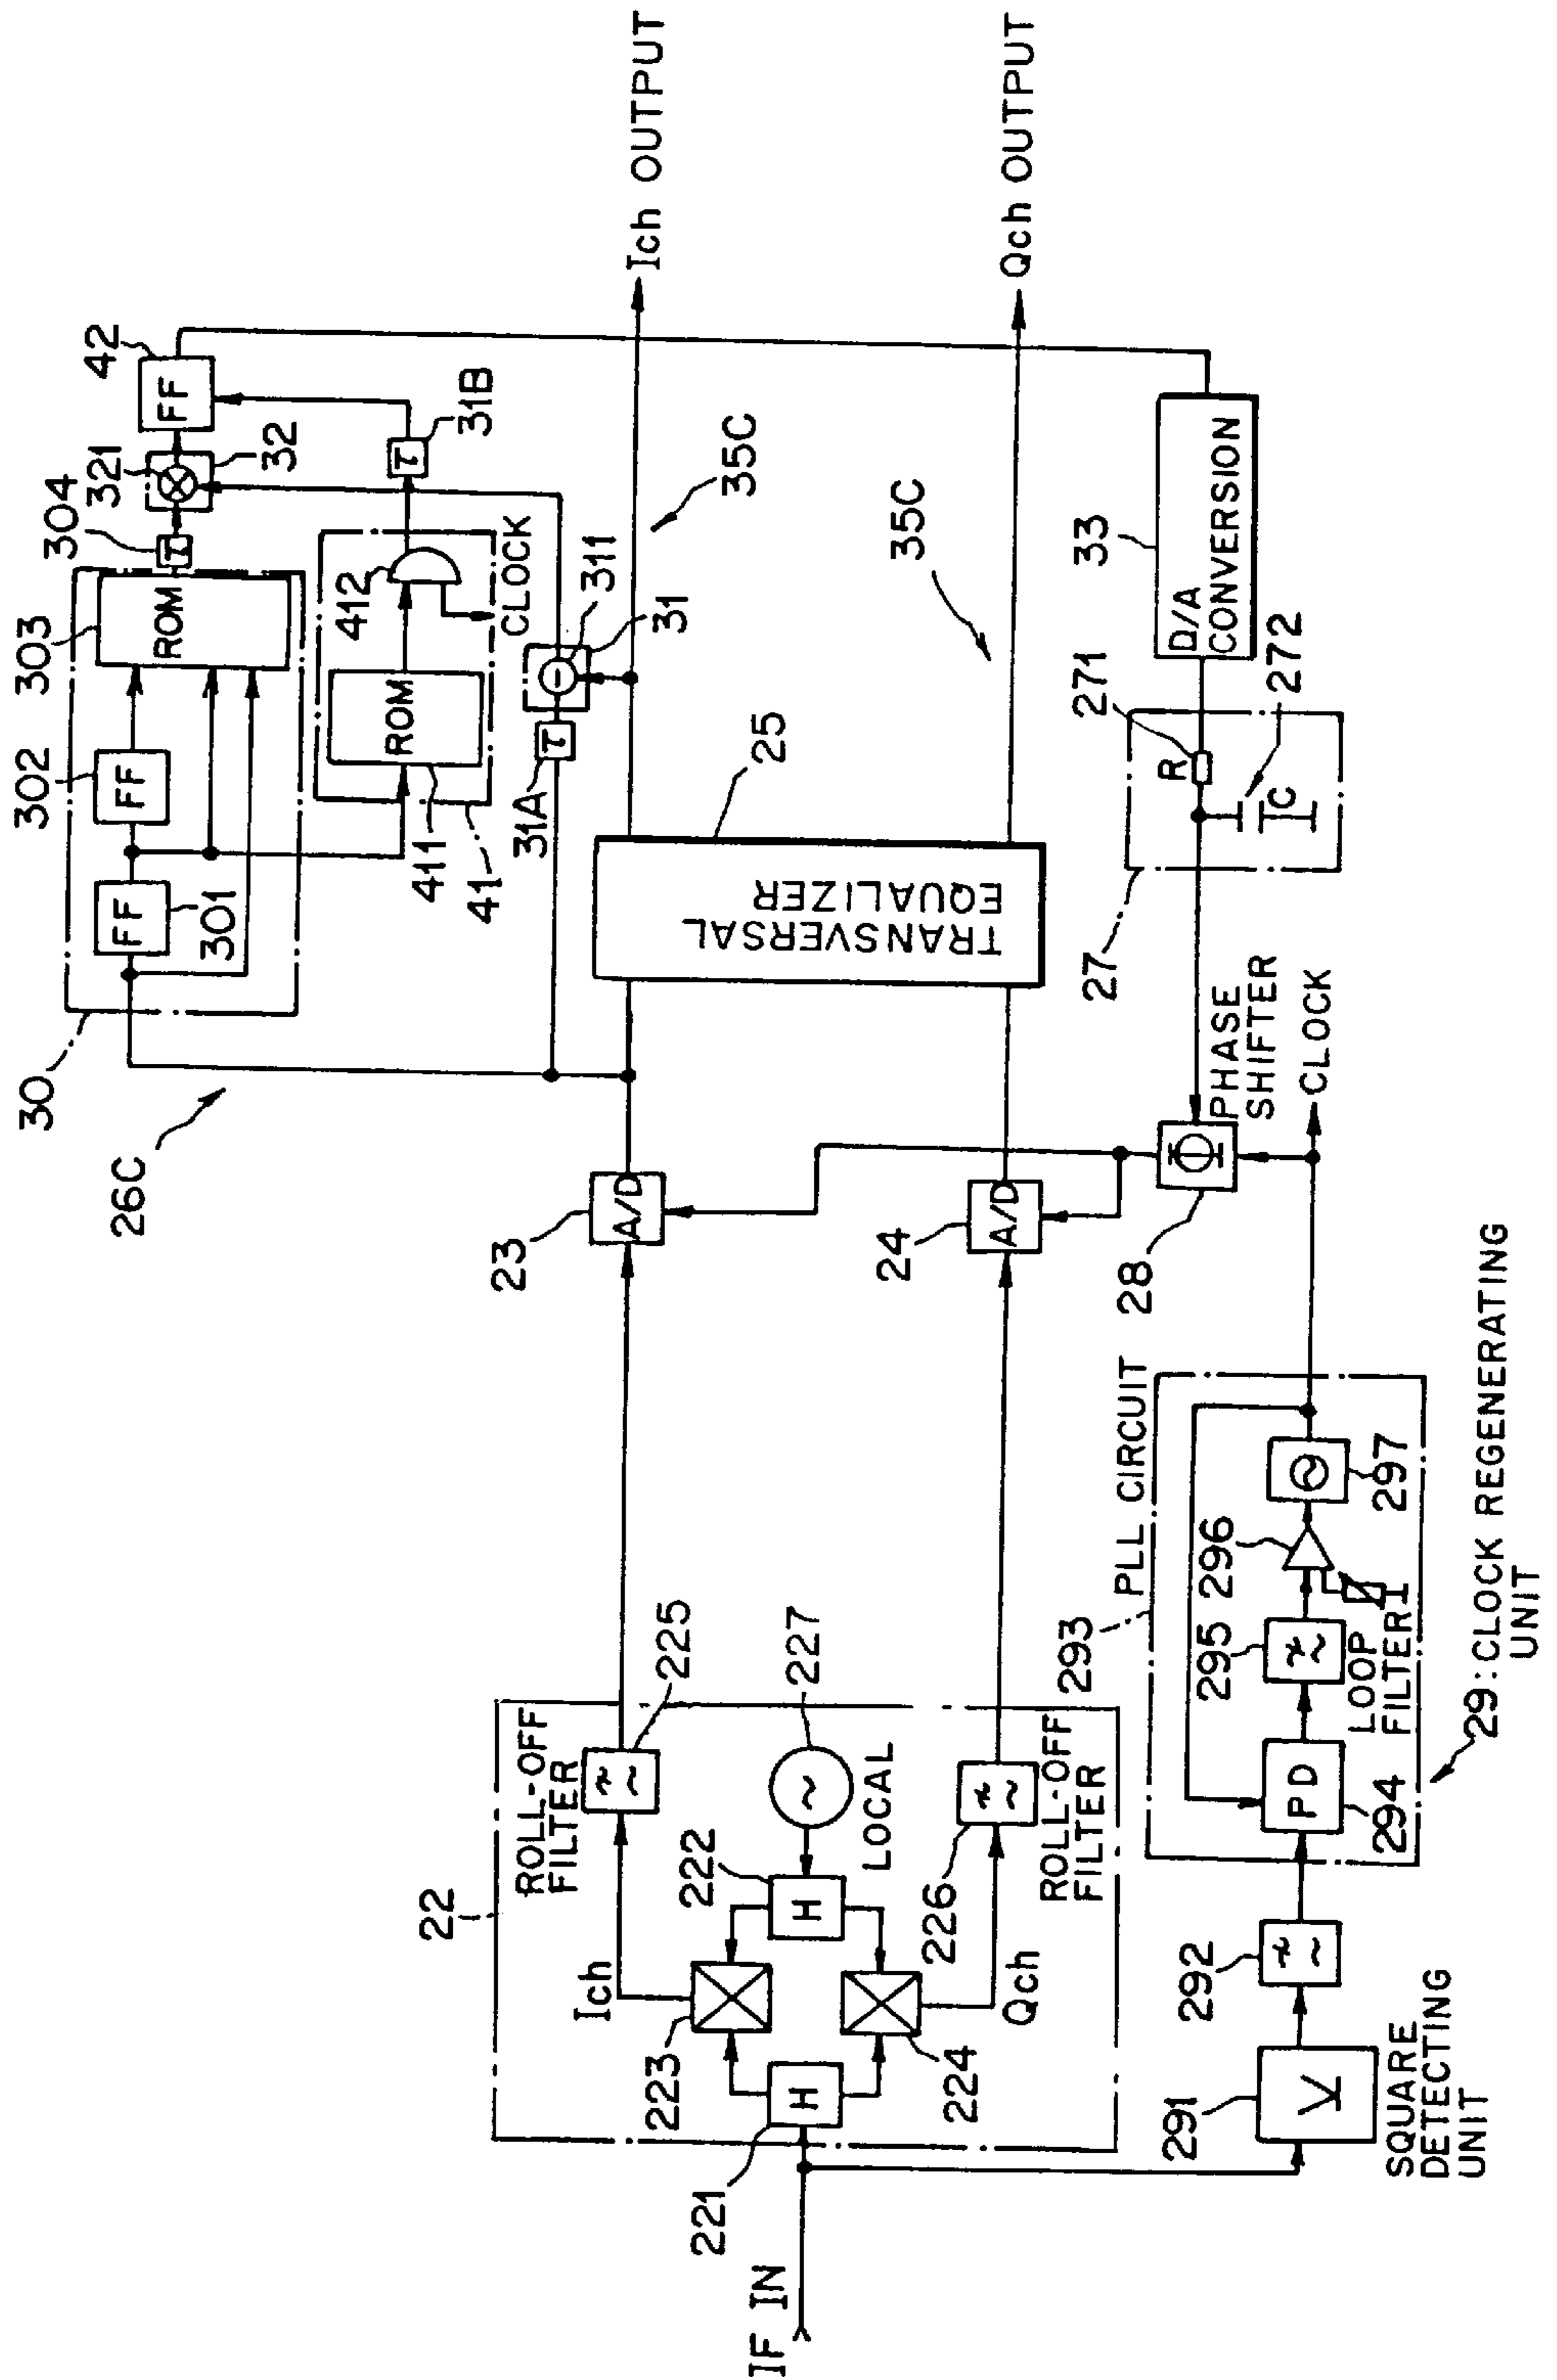 26C
30
302
303
304
321
42
FF
FF
ROM
τ
FF
301
32
412
411
ROM
41
31B
τ
CLOCK
31A
τ
311
31
Ich OUTPUT
35C
23
A/D
25
TRANSVERSAL
EQUALIZER
35C
Qch OUTPUT
24
A/D
22
ROLL-OFF
FILTER
225
Ich
223
222
H
227
LOCAL
221
H
224
Qch
226
ROLL-OFF
FILTER
IF IN
27
271
R
272
C
33
D/A
CONVERSION
28
PHASE
SHIFTER
CLOCK
293
PLL CIRCUIT
291
SQUARE
DETECTING
UNIT
292
PD
294
295
LOOP
FILTER
296
297
29:CLOCK REGENERATING
UNIT